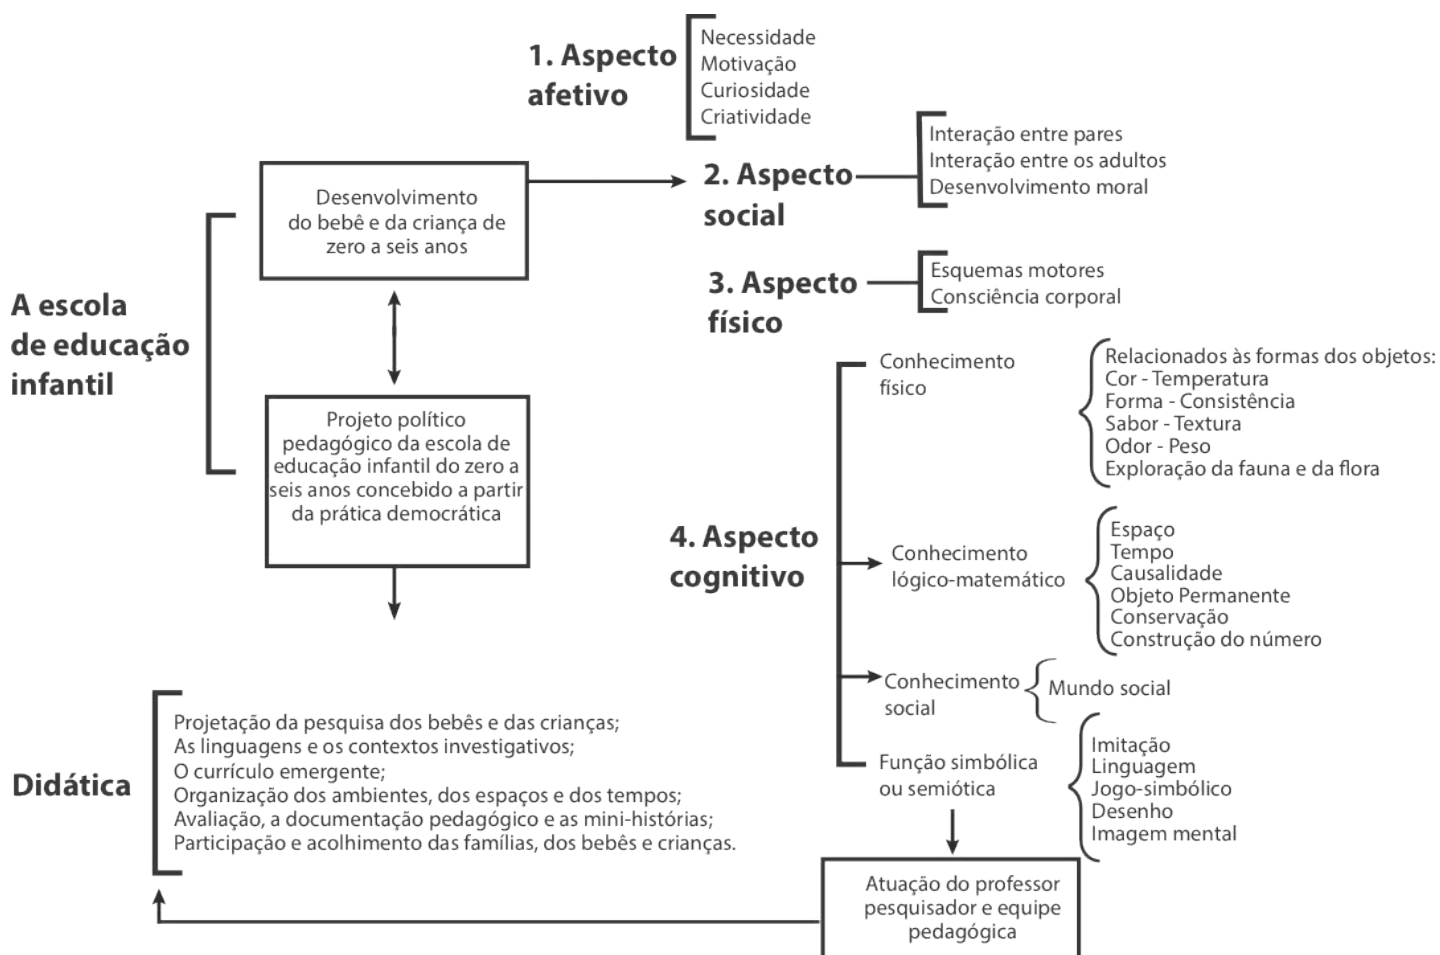 1. Aspecto
afetivo
Necessidade
Motivação
Curiosidade
Criatividade
2. Aspecto
social
Interação entre pares
Interação entre os adultos
Desenvolvimento moral
Desenvolvimento
do bebê e da criança de
zero a seis anos
3. Aspecto
físico
Esquemas motores
Consciência corporal
A escola
de educação
infantil
Projeto político
pedagógico da escola de
educação infantil do zero a
seis anos concebido a partir
da prática democrática
4. Aspecto
cognitivo
Conhecimento
físico
Relacionados às formas dos objetos:
Cor - Temperatura
Forma - Consistência
Sabor - Textura
Odor - Peso
Exploração da fauna e da flora
Conhecimento
lógico-matemático
Espaço
Tempo
Causalidade
Objeto Permanente
Conservação
Construção do número
Conhecimento
social
Mundo social
Função simbólica
ou semiótica
Imitação
Linguagem
Jogo-simbólico
Desenho
Imagem mental
Didática
Projetação da pesquisa dos bebês e das crianças;
As linguagens e os contextos investigativos;
O currículo emergente;
Organização dos ambientes, dos espaços e dos tempos;
Avaliação, a documentação pedagógico e as mini-histórias;
Participação e acolhimento das famílias, dos bebês e crianças.
Atuação do professor
pesquisador e equipe
pedagógica